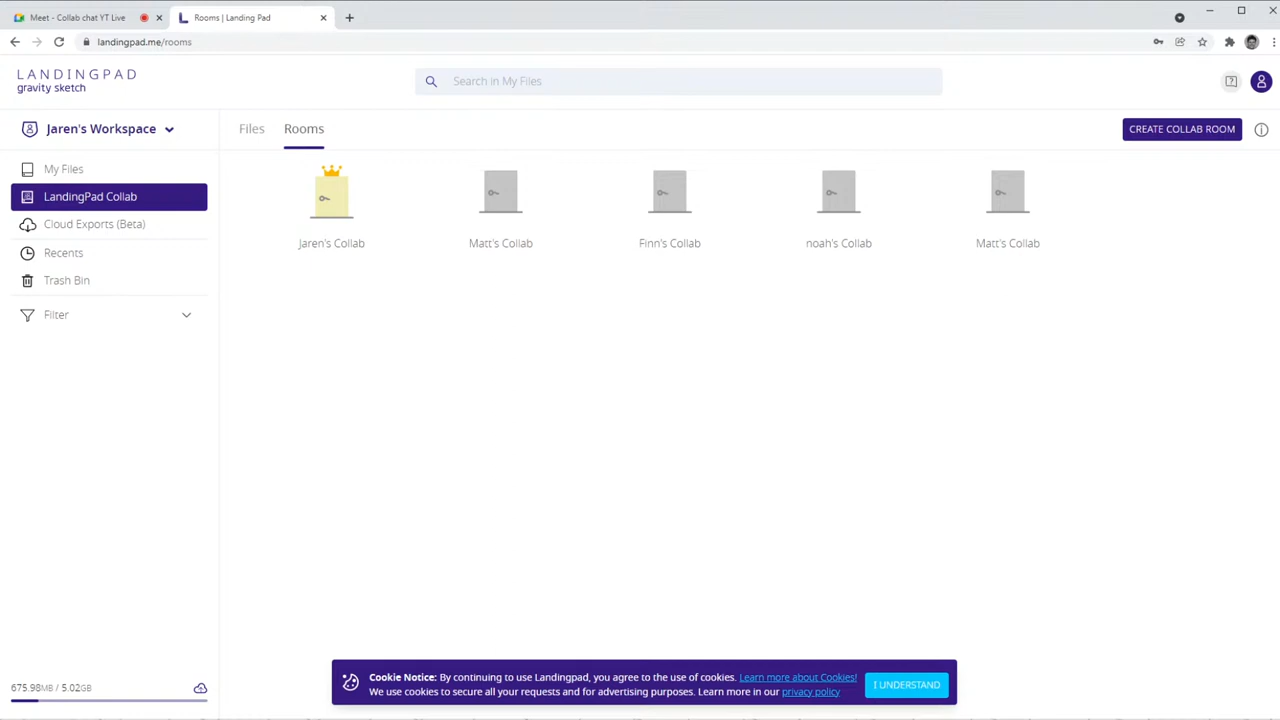 Meet - Collab chat YT Live
Rooms | Landing Pad
landingpad.me/rooms
LANDINGPAD
gravity sketch
Search in My Files
Jaren's Workspace
Files
Rooms
CREATE COLLAB ROOM
My Files
LandingPad Collab
Cloud Exports (Beta)
Recents
Trash Bin
Filter
Jaren's Collab
Matt's Collab
Finn's Collab
noah's Collab
Matt's Collab
Cookie Notice: By continuing to use Landingpad, you agree to the use of cookies. Learn more about Cookies!
We use cookies to secure all your requests and for advertising purposes. Learn more in our privacy policy
I UNDERSTAND
675.98MB / 5.02GB